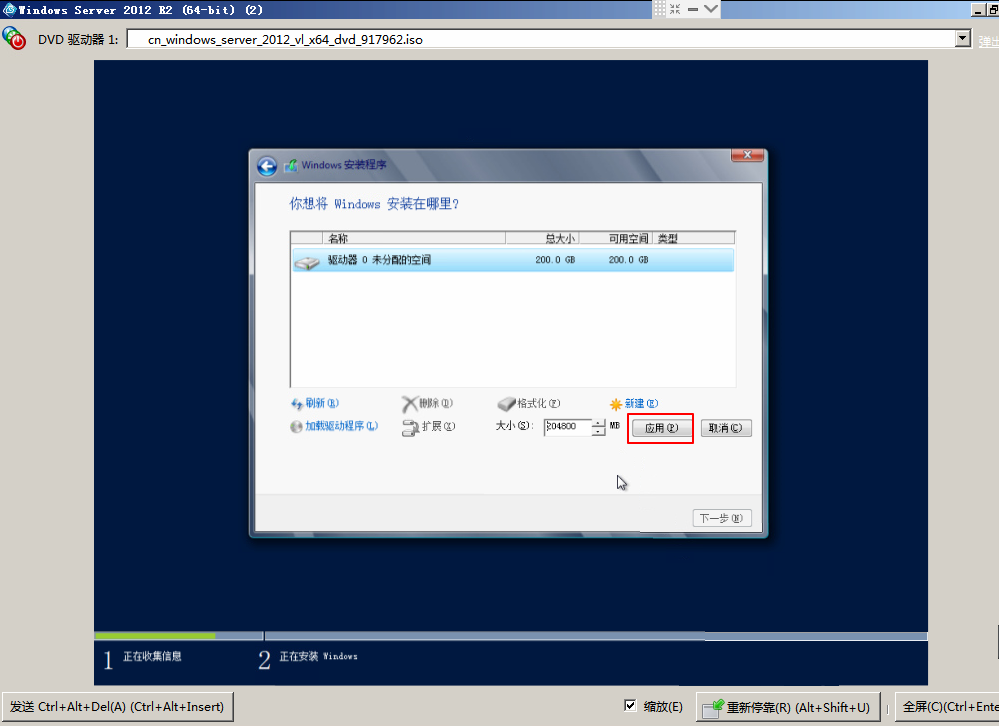 Windows Server 2012 R2 (64-bit) (2)
DVD 驱动器 1: cn_windows_server_2012_vl_x64_dvd_917962.iso 弹出
Windows 安装程序
你想将 Windows 安装在哪里?
名称 总大小 可用空间 类型
驱动器 0 未分配的空间 200.0 GB 200.0 GB
刷新(R) 删除(D) 格式化(F) 新建(E)
加载驱动程序(L) 扩展(X) 大小(S): 204800 MB 应用(P) 取消(C)
下一步(N)
1 正在收集信息 2 正在安装 Windows
发送 Ctrl+Alt+Del(A) (Ctrl+Alt+Insert) 缩放(E) 重新停靠(R) (Alt+Shift+U) 全屏(C)(Ctrl+Ente